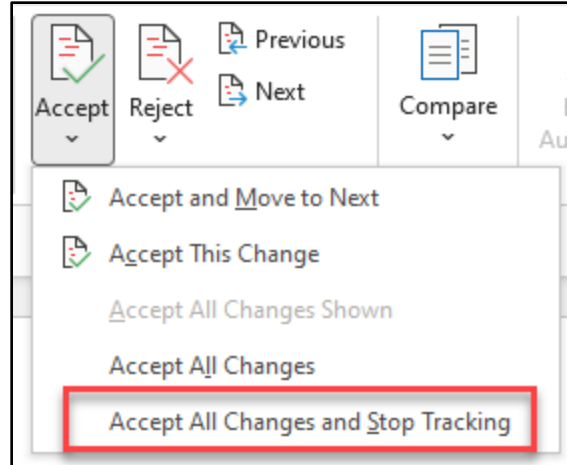 Accept
Reject
Previous
Next
Compare
Accept and Move to Next
Accept This Change
Accept All Changes Shown
Accept All Changes
Accept All Changes and Stop Tracking